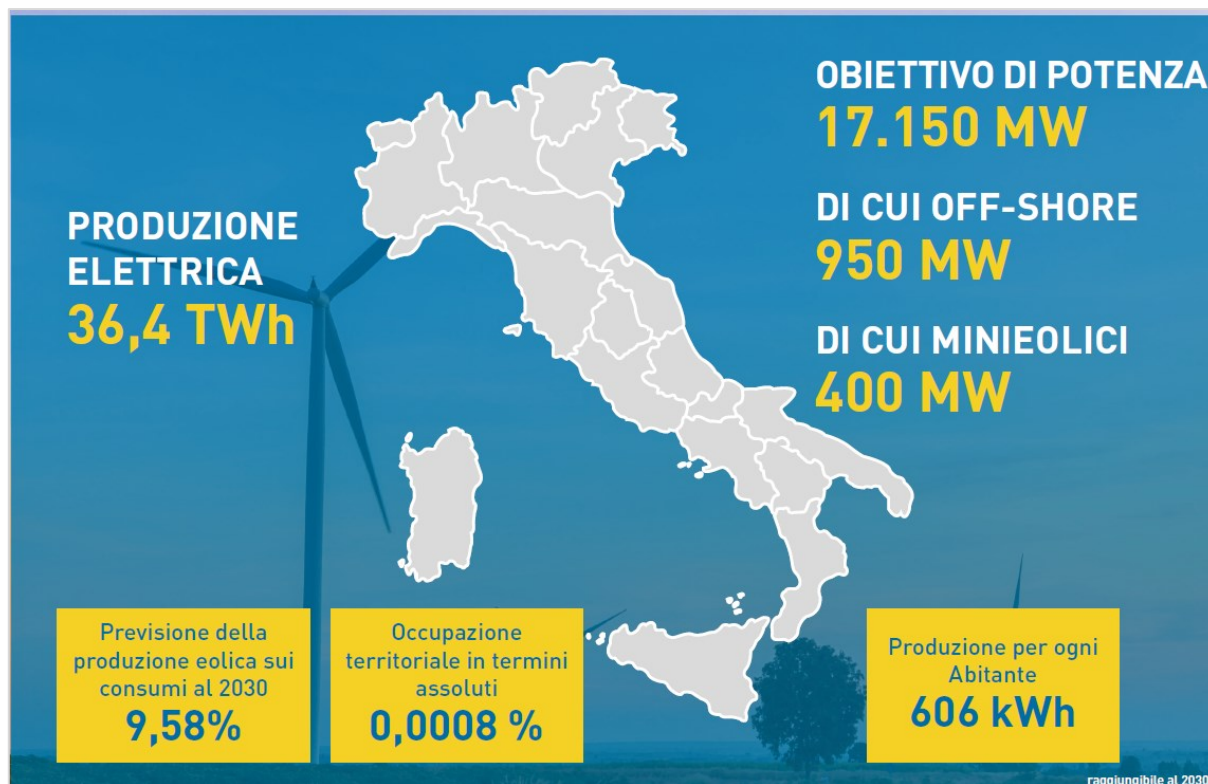 PRODUZIONE
ELETTRICA
36,4 TWh
OBIETTIVO DI POTENZA
17.150 MW
DI CUI OFF-SHORE
950 MW
DI CUI MINIEOLICI
400 MW
Previsione della
produzione eolica sui
consumi al 2030
9,58%
Occupazione
territoriale in termini
assoluti
0,0008 %
Produzione per ogni
Abitante
606 kWh
raggiungibile al 2030